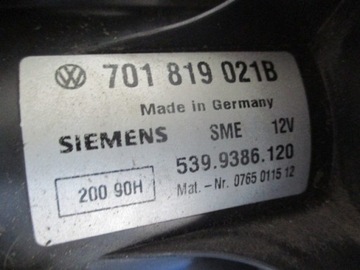 701 819 021B
Made in Germany
SIEMENS SME 12V
539.9386.120
200 90H Mat. - Nr. 0765 0115 12